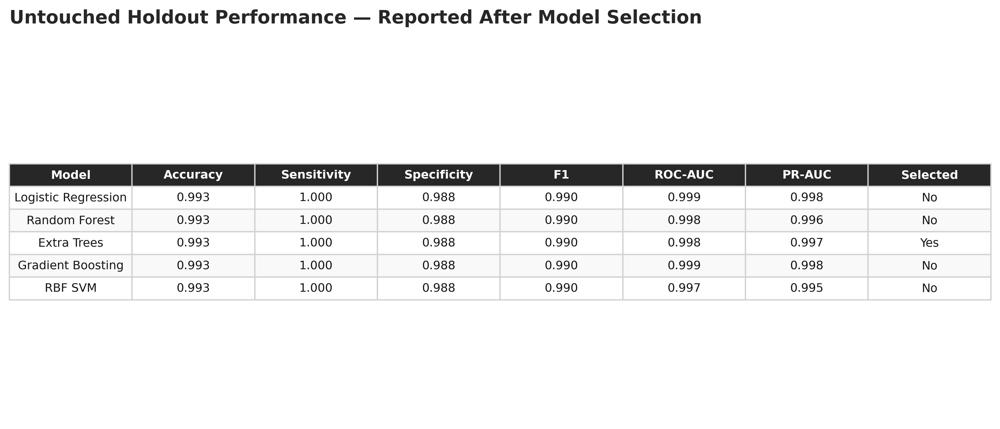 Untouched Holdout Performance — Reported After Model Selection
Model Accuracy Sensitivity Specificity F1 ROC-AUC PR-AUC Selected
Logistic Regression 0.993 1.000 0.988 0.990 0.999 0.998 No
Random Forest 0.993 1.000 0.988 0.990 0.998 0.996 No
Extra Trees 0.993 1.000 0.988 0.990 0.998 0.997 Yes
Gradient Boosting 0.993 1.000 0.988 0.990 0.999 0.998 No
RBF SVM 0.993 1.000 0.988 0.990 0.997 0.995 No